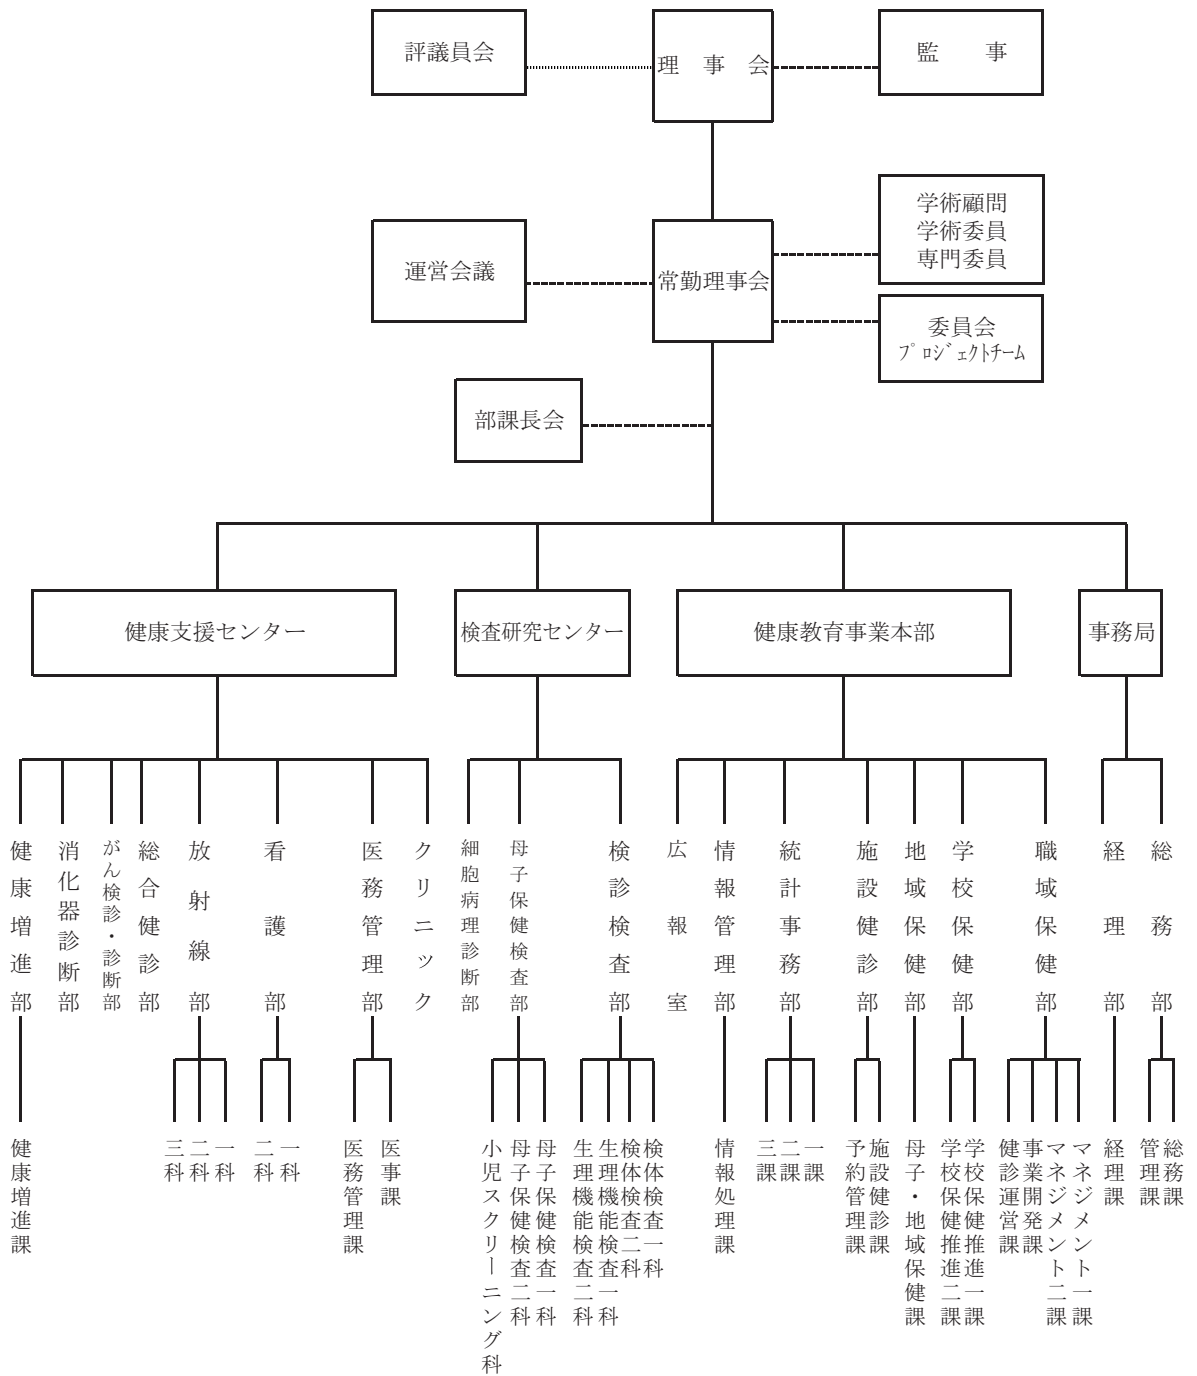 評議員会
理　事　会
監　　事
学術顧問
学術委員
専門委員
運営会議
常勤理事会
委員会
プロジェクトチーム
部課長会
健康支援センター
検査研究センター
健康教育事業本部
事務局
健康増進部
消化器診断部
がん検診・診断部
総合健診部
放射線部
看護部
医務管理部
クリニック
細胞病理診断部
母子保健検査部
検診検査部
広報室
情報管理部
統計事務部
施設健診部
地域保健部
学校保健部
職域保健部
経理部
総務部
健康増進課
三科
二科
一科
二科
一科
医務管理課
医事課
小児スクリーニング科
母子保健検査二科
母子保健検査一科
生理機能検査二科
生理機能検査一科
検体検査二科
検体検査一科
情報処理課
三課
二課
一課
予約管理課
施設健診課
母子・地域保健課
学校保健推進二課
学校保健推進一課
健診運営課
事業開発課
マネジメント二課
マネジメント一課
経理課
管理課
総務課